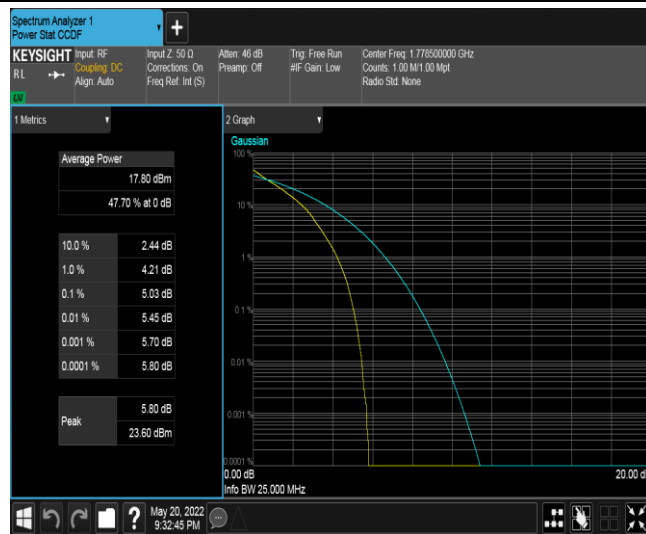 Spectrum Analyzer 1
Power Stat CCDF
+
KEYSIGHT
RL
LXI
Input: RF
Coupling: DC
Align: Auto
Input Z: 50 Ω
Corrections: On
Freq Ref: Int (S)
Atten: 46 dB
Preamp: Off
Trig: Free Run
#IF Gain: Low
Center Freq: 1.778500000 GHz
Counts: 1.00 M/1.00 Mpt
Radio Std: None
1 Metrics
Average Power
17.80 dBm
47.70 % at 0 dB
10.0 % 2.44 dB
1.0 % 4.21 dB
0.1 % 5.03 dB
0.01 % 5.45 dB
0.001 % 5.70 dB
0.0001 % 5.80 dB
Peak 5.80 dB
23.60 dBm
2 Graph
Gaussian
100 %
10 %
1 %
0.1 %
0.01 %
0.001 %
0.0001 %
0.00 dB
20.00 d
Info BW 25.000 MHz
?
May 20, 2022
9:32:45 PM